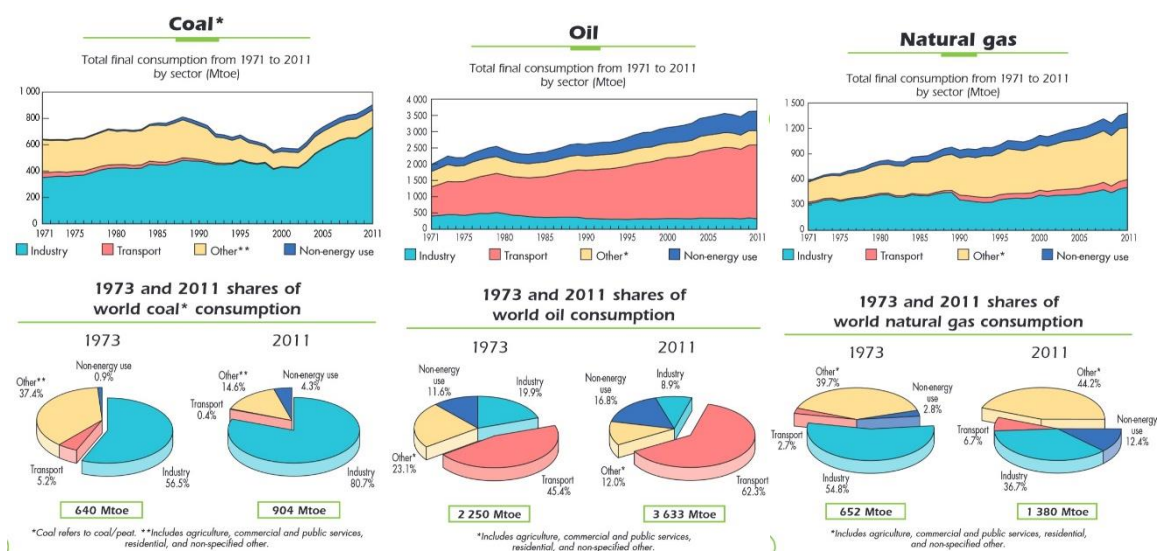 Coal*
Total final consumption from 1971 to 2011
by sector (Mtoe)
1 000
800
600
400
200
0
1971 1975 1980 1985 1990 1995 2000 2005 2011
Industry Transport Other** Non-energy use
1973 and 2011 shares of
world coal* consumption
1973
Non-energy use
0.9%
Other**
37.4%
Transport
5.2%
Industry
56.5%
640 Mtoe
2011
Other**
14.6%
Non-energy use
4.3%
Transport
0.4%
Industry
80.7%
904 Mtoe
*Coal refers to coal/peat. **Includes agriculture, commercial and public services,
residential, and non-specified other.
Oil
Total final consumption from 1971 to 2011
by sector (Mtoe)
4 000
3 500
3 000
2 500
2 000
1 500
1 000
500
0
1971 1975 1980 1985 1990 1995 2000 2005 2011
Industry Transport Other* Non-energy use
1973 and 2011 shares of
world oil consumption
1973
Non-energy
use
11.6%
Industry
19.9%
Other*
23.1%
Transport
45.4%
2 250 Mtoe
2011
Non-energy
use
16.8%
Industry
8.9%
Other*
12.0%
Transport
62.3%
3 633 Mtoe
*Includes agriculture, commercial and public services,
residential, and non-specified other.
Natural gas
Total final consumption from 1971 to 2011
by sector (Mtoe)
1 500
1 200
900
600
300
0
1971 1975 1980 1985 1990 1995 2000 2005 2011
Industry Transport Other* Non-energy use
1973 and 2011 shares of
world natural gas consumption
1973
Other*
39.7%
Non-energy
use
2.8%
Transport
2.7%
Industry
54.8%
652 Mtoe
2011
Other*
44.2%
Non-energy
use
12.4%
Transport
6.7%
Industry
36.7%
1 380 Mtoe
*Includes agriculture, commercial and public services, residential,
and non-specified other.